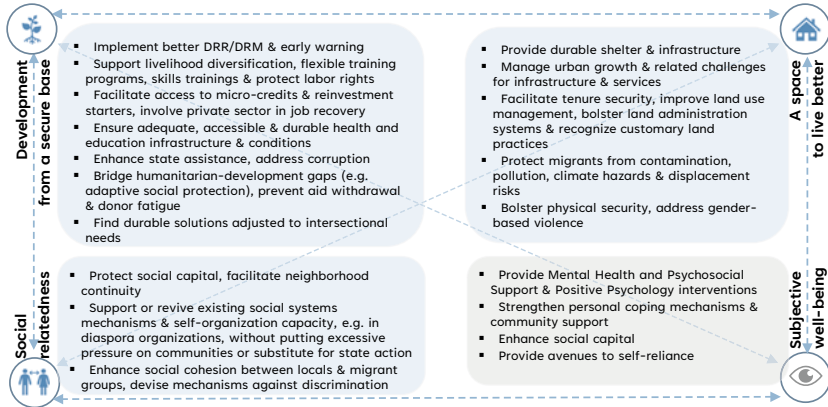 Development
from a secure base
▪ Implement better DRR/DRM & early warning
▪ Support livelihood diversification, flexible training
programs, skills trainings & protect labor rights
▪ Facilitate access to micro-credits & reinvestment
starters, involve private sector in job recovery
▪ Ensure adequate, accessible & durable health and
education infrastructure & conditions
▪ Enhance state assistance, address corruption
▪ Bridge humanitarian-development gaps (e.g.
adaptive social protection), prevent aid withdrawal
& donor fatigue
▪ Find durable solutions adjusted to intersectional
needs
A space
to live better
▪ Provide durable shelter & infrastructure
▪ Manage urban growth & related challenges
for infrastructure & services
▪ Facilitate tenure security, improve land use
management, bolster land administration
systems & recognize customary land
practices
▪ Protect migrants from contamination,
pollution, climate hazards & displacement
risks
▪ Bolster physical security, address gender-
based violence
Social
relatedness
▪ Protect social capital, facilitate neighborhood
continuity
▪ Support or revive existing social systems
mechanisms & self-organization capacity, e.g. in
diaspora organizations, without putting excessive
pressure on communities or substitute for state action
▪ Enhance social cohesion between locals & migrant
groups, devise mechanisms against discrimination
Subjective
well-being
▪ Provide Mental Health and Psychosocial
Support & Positive Psychology interventions
▪ Strengthen personal coping mechanisms &
community support
▪ Enhance social capital
▪ Provide avenues to self-reliance